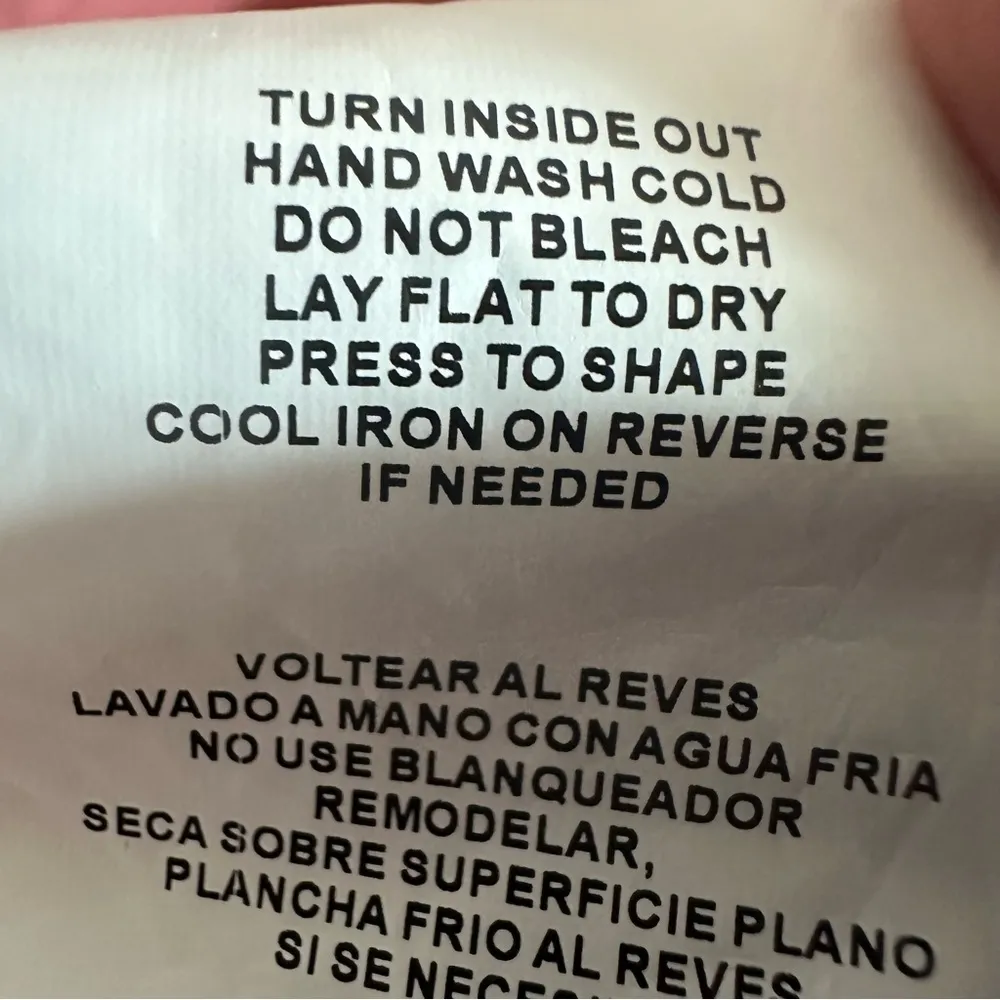 TURN INSIDE OUT
HAND WASH COLD
DO NOT BLEACH
LAY FLAT TO DRY
PRESS TO SHAPE
COOL IRON ON REVERSE
IF NEEDED
VOLTEAR AL REVES
LAVADO A MANO CON AGUA FRIA
NO USE BLANQUEADOR
REMODELAR,
SECA SOBRE SUPERFICIE PLANO
PLANCHA FRIO AL REVES
SI SE